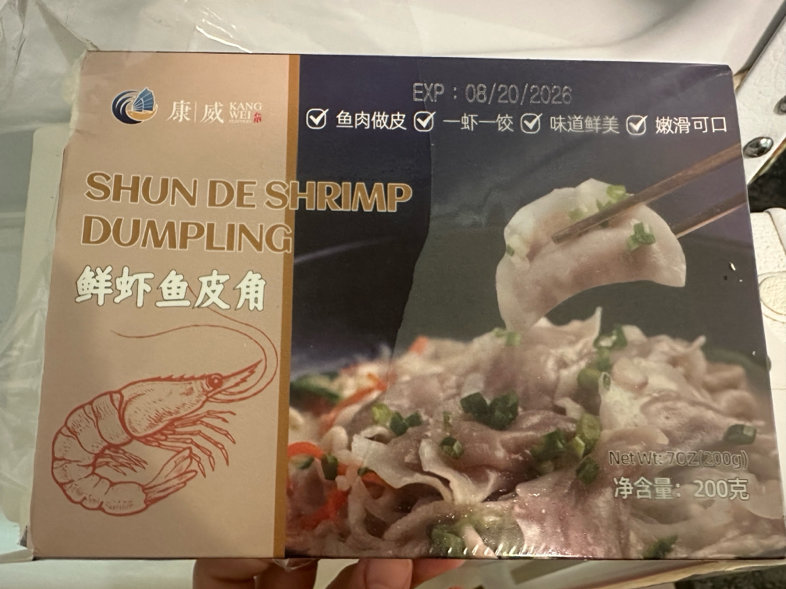 EXP : 08/20/2026
康威 KANG
WEI
鱼肉做皮 一虾一饺 味道鲜美 嫩滑可口
SHUN DE SHRIMP
DUMPLING
鲜虾鱼皮角
Net Wt: 7OZ(200g)
净含量：200克